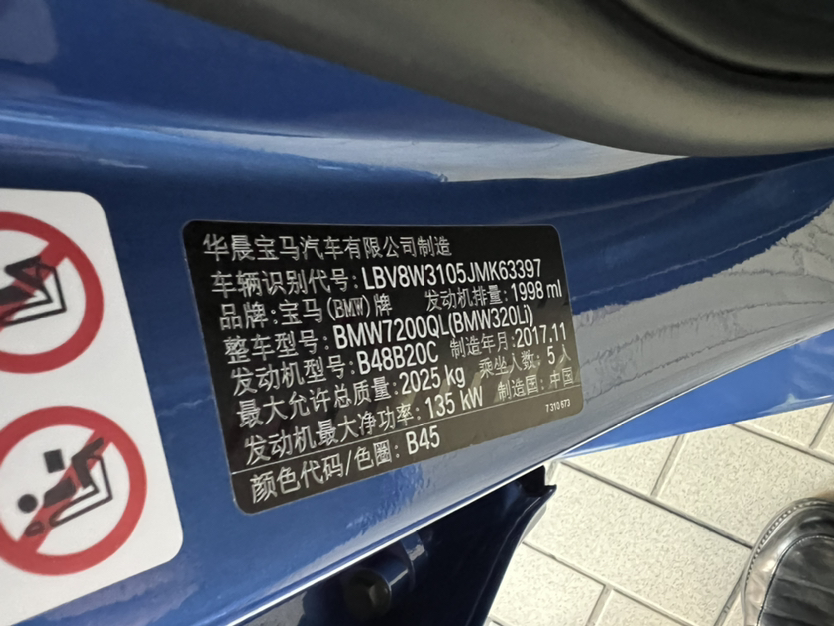 华晨宝马汽车有限公司制造
车辆识别代号: LBV8W3105JMK63397
品牌: 宝马(BMW)牌 发动机排量: 1998 ml
整车型号: BMW7200QL(BMW320Li)
发动机型号: B48B20C 制造年月: 2017.11
最大允许总质量: 2025 kg 乘坐人数: 5 人
发动机最大净功率: 135 kW 制造国: 中国
颜色代码/色圈: B45
7 310 673